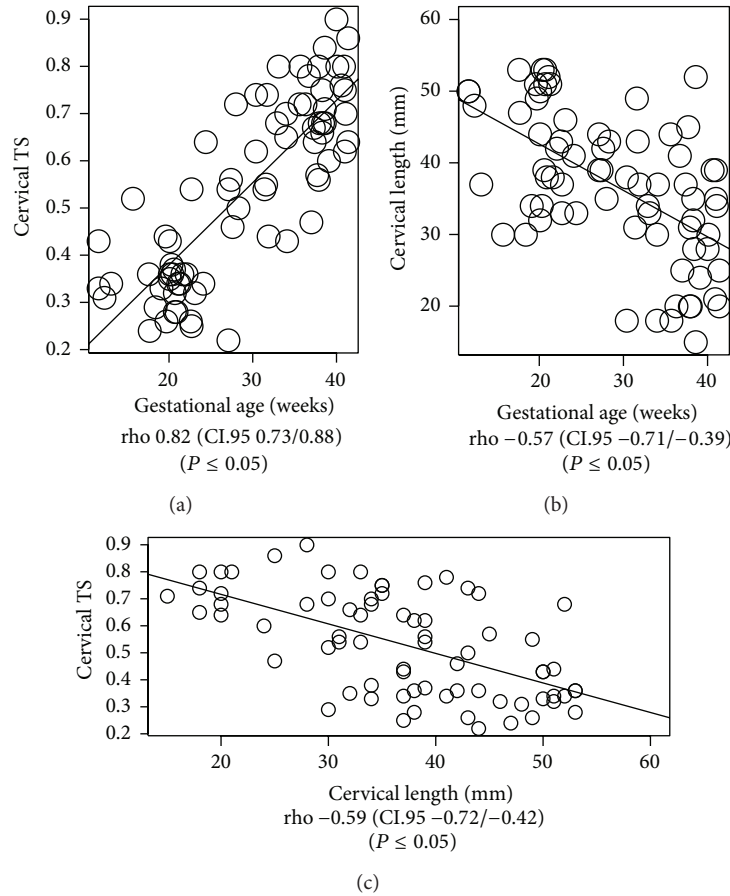 0.9
0.8
0.7
0.6
0.5
0.4
0.3
0.2
Cervical TS
20 30 40
Gestational age (weeks)
rho 0.82 (CI.95 0.73/0.88)
(P ≤ 0.05)
(a)
60
50
40
30
20
Cervical length (mm)
20 30 40
Gestational age (weeks)
rho −0.57 (CI.95 −0.71/−0.39)
(P ≤ 0.05)
(b)
0.9
0.8
0.7
0.6
0.5
0.4
0.3
0.2
Cervical TS
20 30 40 50 60
Cervical length (mm)
rho −0.59 (CI.95 −0.72/−0.42)
(P ≤ 0.05)
(c)